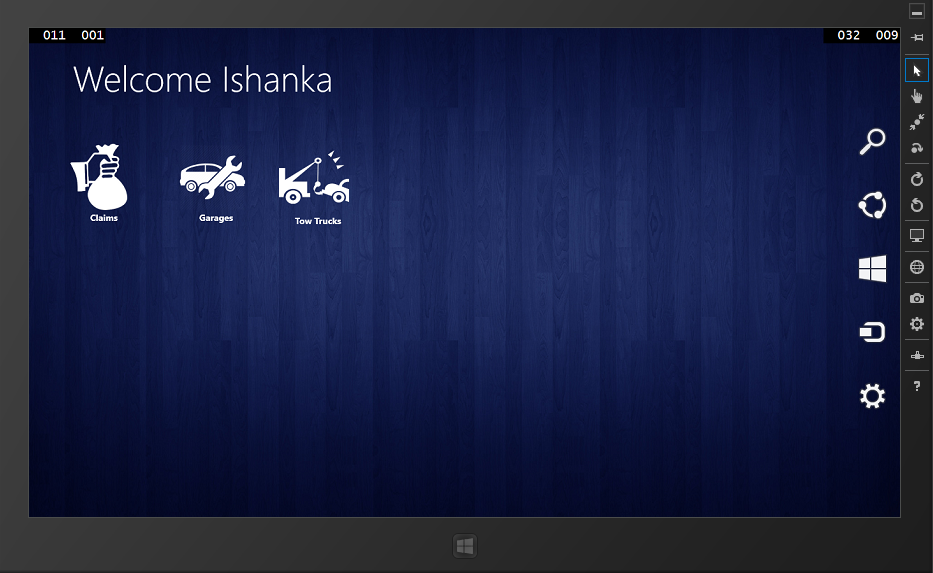 011 001
032 009
Welcome Ishanka
Claims
Garages
Tow Trucks
?